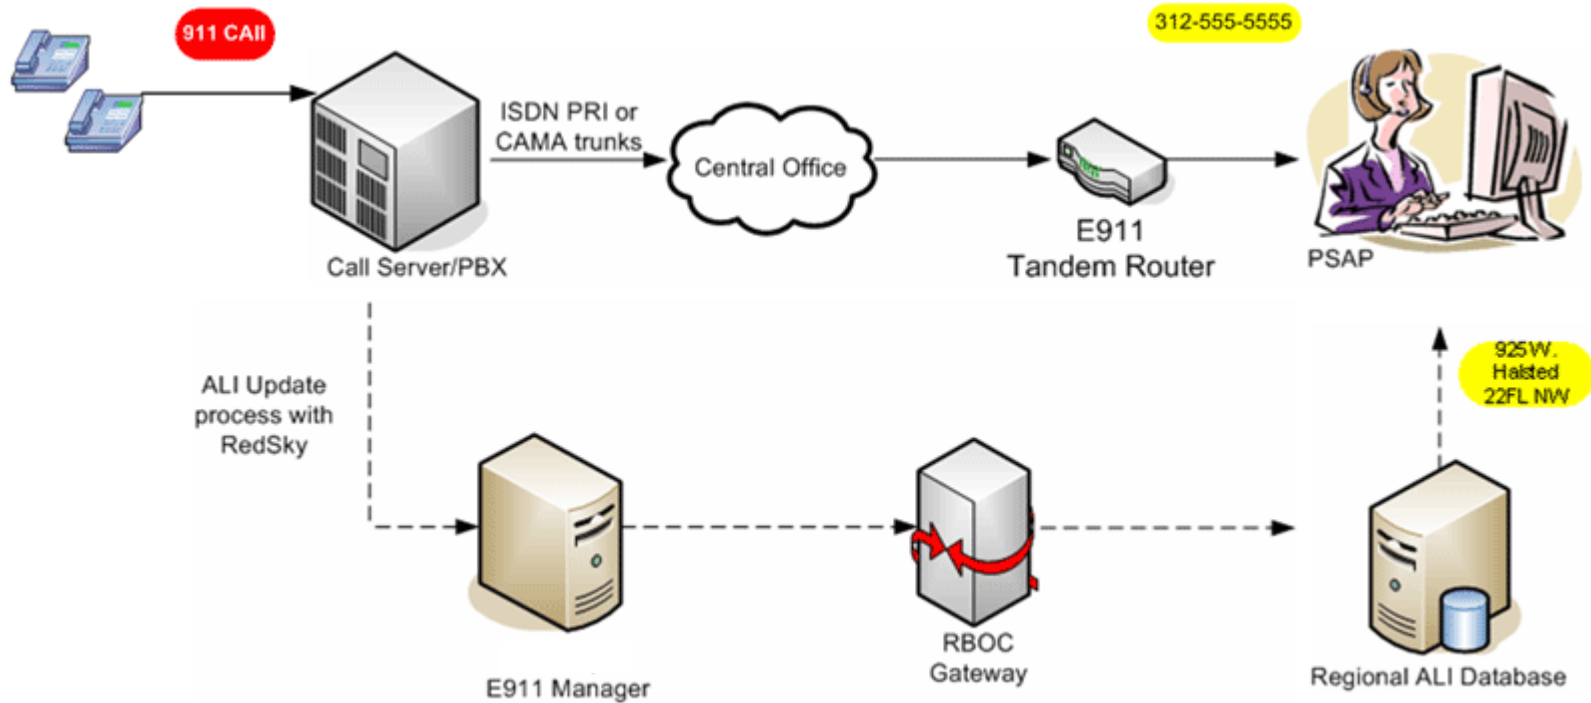 911 CAll
312-555-5555
ISDN PRI or
CAMA trunks
Central Office
E911
Tandem Router
PSAP
Call Server/PBX
ALI Update
process with
RedSky
925W.
Halsted
22FL NW
E911 Manager
RBOC
Gateway
Regional ALI Database